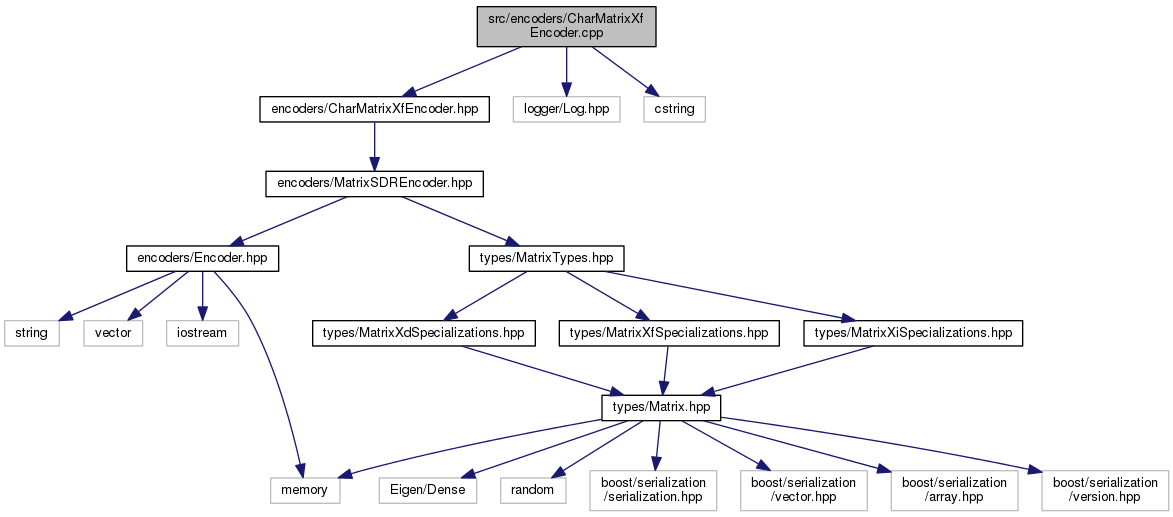 src/encoders/CharMatrixXf
Encoder.cpp
encoders/CharMatrixXfEncoder.hpp
logger/Log.hpp
cstring
encoders/MatrixSDREncoder.hpp
encoders/Encoder.hpp
types/MatrixTypes.hpp
string
vector
iostream
types/MatrixXdSpecializations.hpp
types/MatrixXfSpecializations.hpp
types/MatrixXiSpecializations.hpp
types/Matrix.hpp
memory
Eigen/Dense
random
boost/serialization
/serialization.hpp
boost/serialization
/vector.hpp
boost/serialization
/array.hpp
boost/serialization
/version.hpp